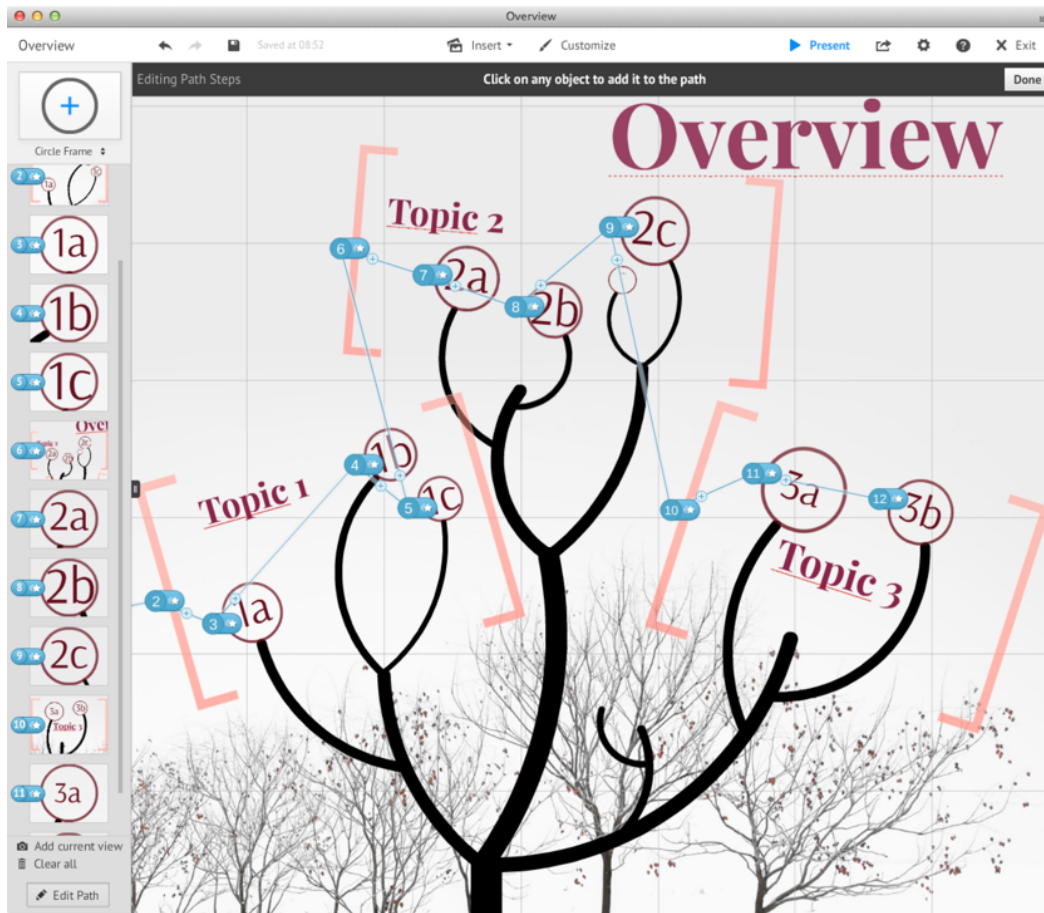 Overview
Overview Saved at 08:52 Insert Customize Present Exit
Editing Path Steps Click on any object to add it to the path Done
Circle Frame
2
3 1a
4 1b
5 1c
6
7 2a
8 2b
9 2c
10 3a 3b
Topic 3
11 3a
Add current view
Clear all
Edit Path
Overview
Topic 2
6
7 2a
8 2b
9 2c
Topic 1
4 1b
5 1c
2
3 1a
10
11 3a
12 3b
Topic 3